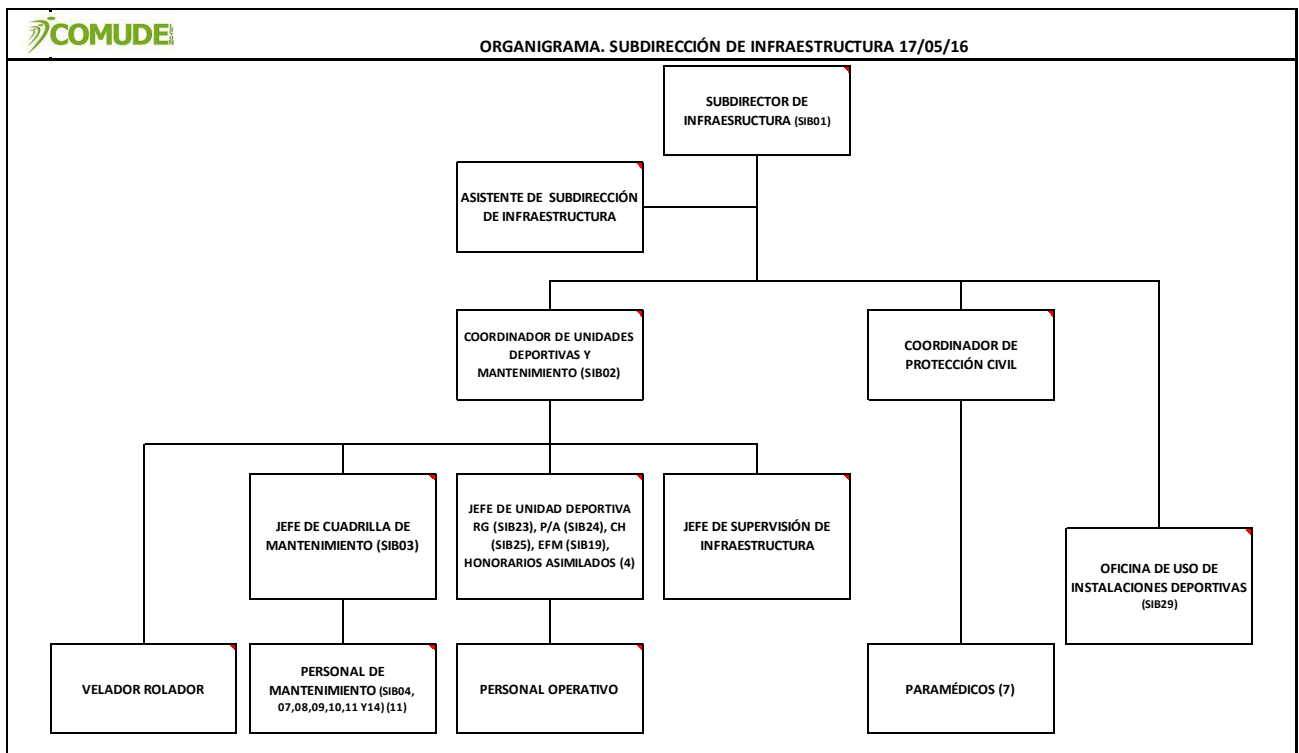 COMUDE
ORGANIGRAMA. SUBDIRECCIÓN DE INFRAESTRUCTURA 17/05/16
SUBDIRECTOR DE
INFRAESRUCTURA (SIB01)
ASISTENTE DE SUBDIRECCIÓN
DE INFRAESTRUCTURA
COORDINADOR DE UNIDADES
DEPORTIVAS Y
MANTENIMIENTO (SIB02)
COORDINADOR DE
PROTECCIÓN CIVIL
JEFE DE CUADRILLA DE
MANTENIMIENTO (SIB03)
JEFE DE UNIDAD DEPORTIVA
RG (SIB23), P/A (SIB24), CH
(SIB25), EFM (SIB19),
HONORARIOS ASIMILADOS (4)
JEFE DE SUPERVISIÓN DE
INFRAESTRUCTURA
OFICINA DE USO DE
INSTALACIONES DEPORTIVAS
(SIB29)
VELADOR ROLADOR
PERSONAL DE
MANTENIMIENTO (SIB04,
07,08,09,10,11 Y14) (11)
PERSONAL OPERATIVO
PARAMÉDICOS (7)